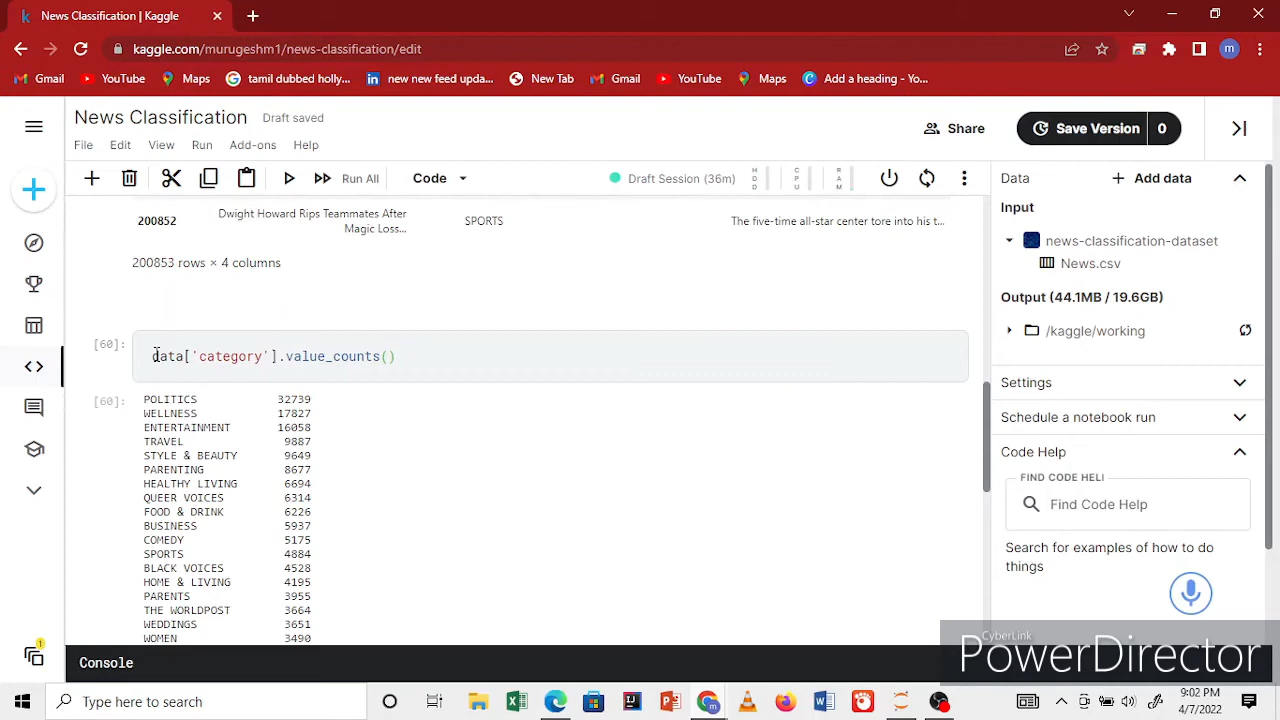 News Classification | Kaggle
kaggle.com/murugeshm1/news-classification/edit
m
Gmail
YouTube
Maps
tamil dubbed holly...
new new feed upda...
New Tab
Gmail
YouTube
Maps
Add a heading - You...
News Classification
Draft saved
File Edit View Run Add-ons Help
Share
Save Version 0
Run All
Code
Draft Session (36m)
HDD
CPU
RAM
200852
Dwight Howard Rips Teammates After
Magic Loss...
SPORTS
The five-time all-star center tore into his t...
200853 rows × 4 columns
[60]:
data['category'].value_counts()
[60]:
POLITICS 32739
WELLNESS 17827
ENTERTAINMENT 16058
TRAVEL 9887
STYLE & BEAUTY 9649
PARENTING 8677
HEALTHY LIVING 6694
QUEER VOICES 6314
FOOD & DRINK 6226
BUSINESS 5937
COMEDY 5175
SPORTS 4884
BLACK VOICES 4528
HOME & LIVING 4195
PARENTS 3955
THE WORLDPOST 3664
WEDDINGS 3651
WOMEN 3490
Console
Data
Add data
Input
news-classification-dataset
News.csv
Output (44.1MB / 19.6GB)
/kaggle/working
Settings
Schedule a notebook run
Code Help
FIND CODE HELI
Find Code Help
Search for examples of how to do
things
CyberLink
PowerDirector
1
Type here to search
9:02 PM
4/7/2022